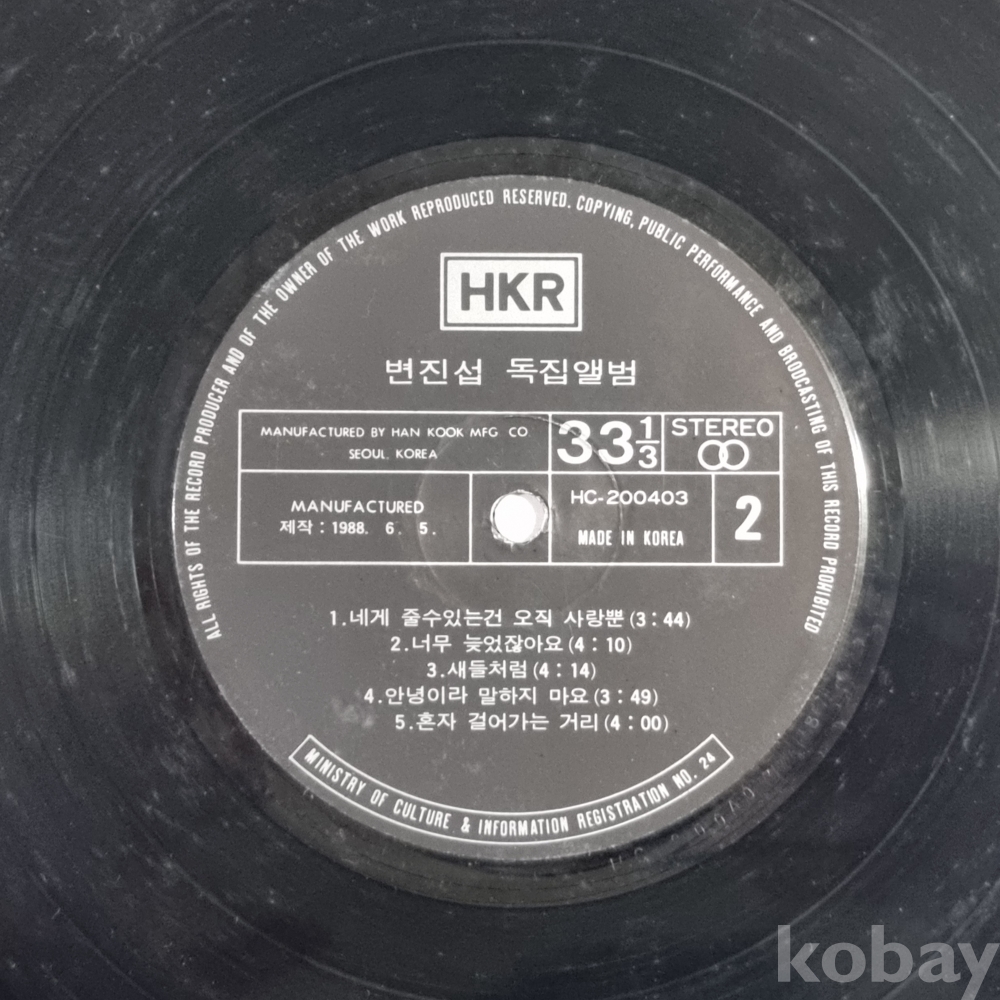 ALL RIGHTS OF THE RECORD PRODUCER AND OF THE OWNER OF THE WORK REPRODUCED RESERVED. COPYING, PUBLIC PERFORMANCE AND BRODCASTING OF THIS RECORD PROHIBITED
HKR
변진섭 독집앨범
MANUFACTURED BY HAN KOOK MFG CO.
SEOUL, KOREA
33 1/3
STEREO
MANUFACTURED
제작 : 1988. 6. 5.
HC-200403
MADE IN KOREA
2
1.네게 줄수있는건 오직 사랑뿐(3:44)
2.너무 늦었잖아요(4:10)
3.새들처럼(4:14)
4.안녕이라 말하지 마요(3:49)
5.혼자 걸어가는 거리(4:00)
MINISTRY OF CULTURE & INFORMATION REGISTRATION NO. 24
kobay